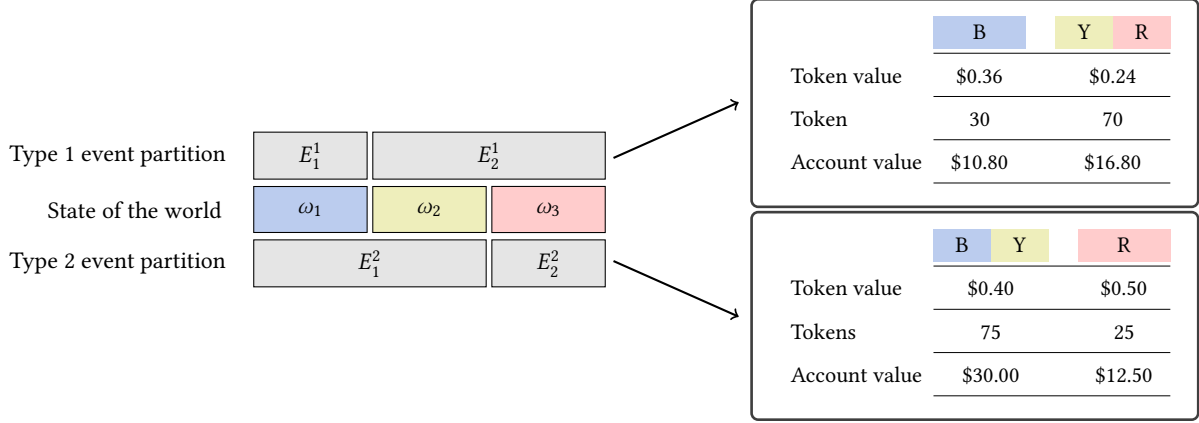 Type 1 event partition E₁¹ E₂¹
State of the world ω₁ ω₂ ω₃
Type 2 event partition E₁² E₂²
B Y R
Token value $0.36 $0.24
Token 30 70
Account value $10.80 $16.80
B Y R
Token value $0.40 $0.50
Tokens 75 25
Account value $30.00 $12.50